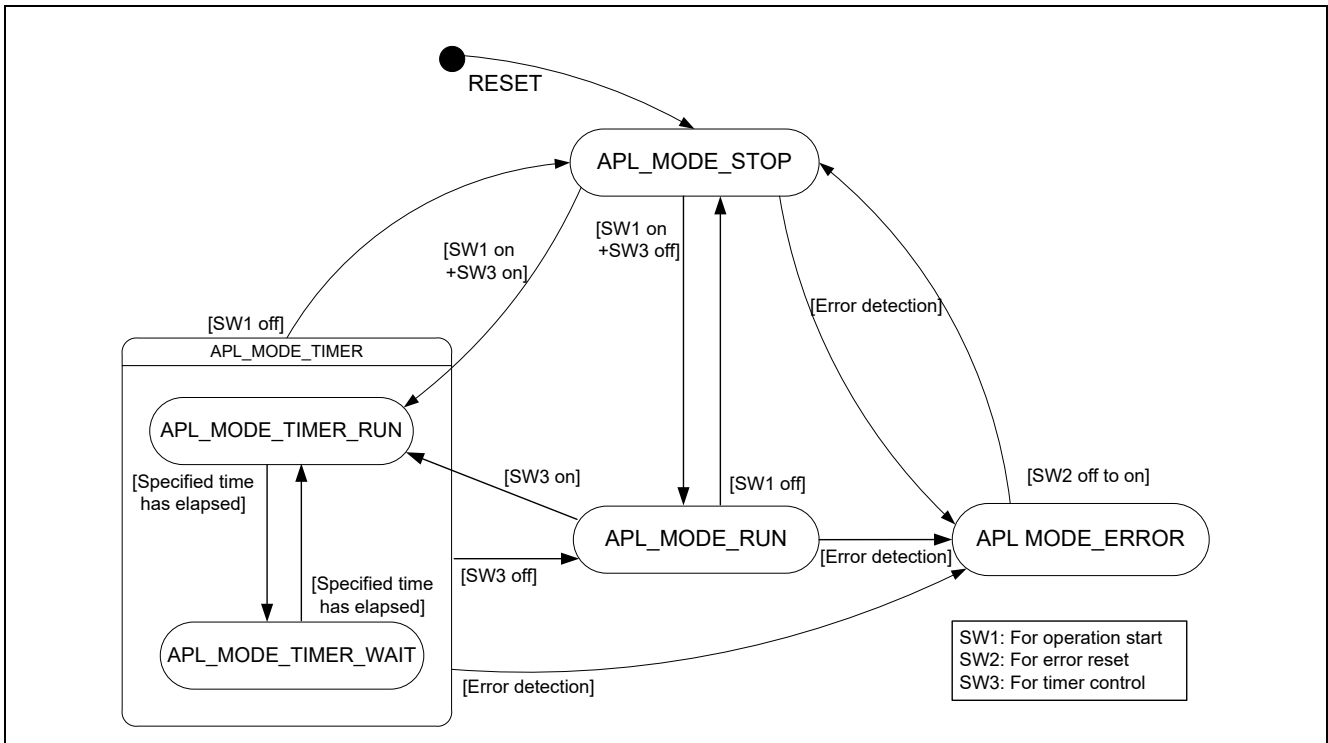 RESET
APL_MODE_STOP
[SW1 on
+SW3 on]
[SW1 on
+SW3 off]
[Error detection]
[SW1 off]
APL_MODE_TIMER
APL_MODE_TIMER_RUN
[Specified time
has elapsed]
[SW3 on]
[SW1 off]
[SW2 off to on]
APL_MODE_RUN
APL MODE_ERROR
[Error detection]
[SW3 off]
[Specified time
has elapsed]
APL_MODE_TIMER_WAIT
[Error detection]
SW1: For operation start
SW2: For error reset
SW3: For timer control